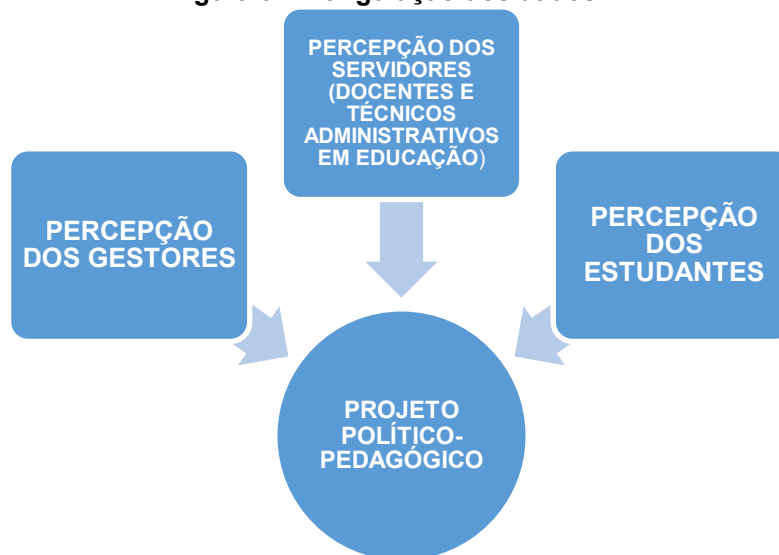 PERCEPÇÃO DOS
SERVIDORES
(DOCENTES E
TÉCNICOS
ADMINISTRATIVOS
EM EDUCAÇÃO)
PERCEPÇÃO
DOS GESTORES
PERCEPÇÃO
DOS
ESTUDANTES
PROJETO
POLÍTICO-
PEDAGÓGICO